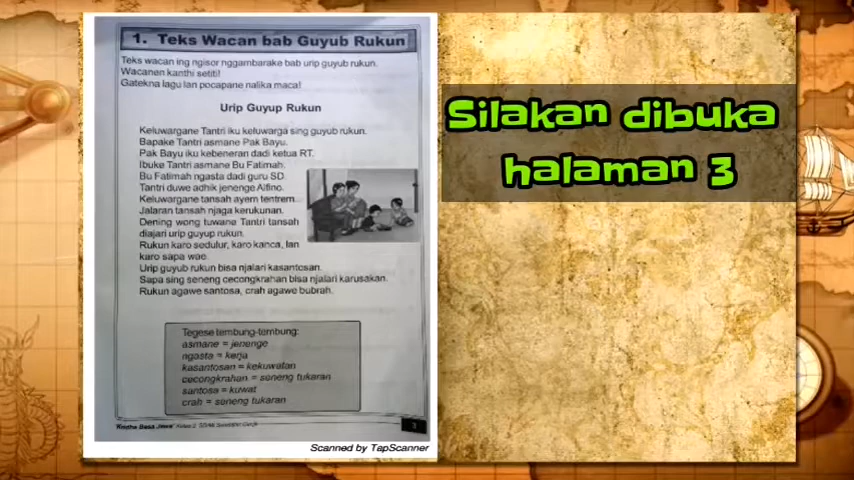 1. Teks Wacan bab Guyub Rukun
Teks wacan ing ngisor nggambarake bab urip guyub rukun.
Wacanen kanthi setiti!
Gatekna lagu lan pocapane nalika maca!
Urip Guyup Rukun
Keluwargane Tantri iku keluwarga sing guyub rukun.
Bapake Tantri asmane Pak Bayu.
Pak Bayu iku kebeneran dadi ketua RT.
Ibuke Tantri asmane Bu Fatimah.
Bu Fatimah ngasta dadi guru SD
Tantri duwe adhik jenenge Alfino.
Keluwargane tansah ayem tentrem.
Jalaran tansah njaga kerukunan.
Dening wong tuwane Tantri tansah
diajari urip guyup rukun.
Rukun karo sedulur, karo kanca, lan
karo sapa wae.
Urip guyub rukun bisa njalari kasantosan.
Sapa sing seneng cecongkrahan bisa njalari karusakan.
Rukun agawe santosa, crah agawe bubrah.
Tegese tembung-tembung:
asmane = jenenge
ngasta = kerja
kasantosan = kekuwatan
cecongkrahan = seneng tukaran
santosa = kuwat
crah = seneng tukaran
Kelas 2
3
Scanned by TapScanner
Silakan dibuka
halaman 3